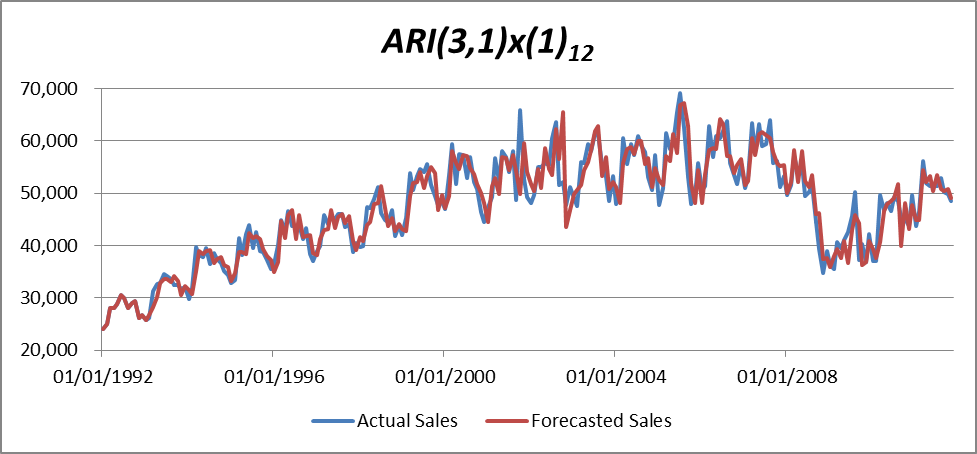 ARI(3,1)x(1)12
70,000
60,000
50,000
40,000
30,000
20,000
01/01/1992 01/01/1996 01/01/2000 01/01/2004 01/01/2008
Actual Sales Forecasted Sales